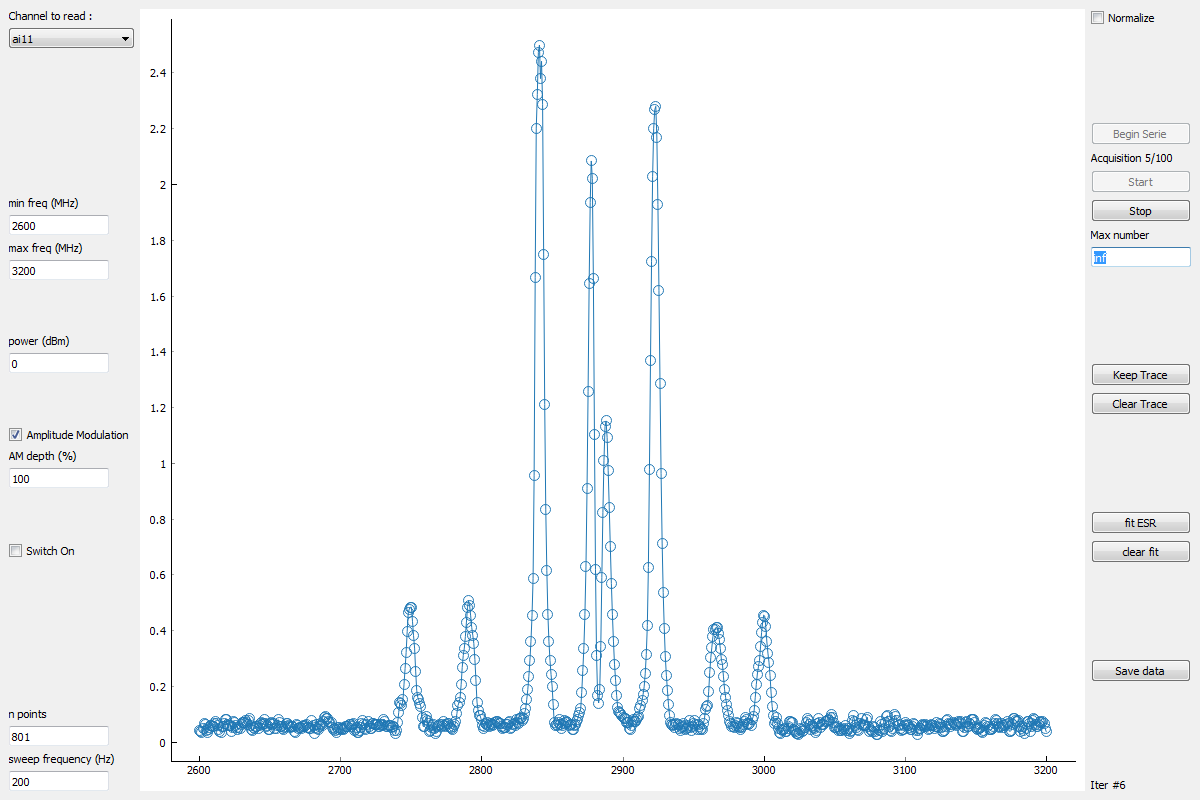 Channel to read :
ai11
min freq (MHz)
2600
max freq (MHz)
3200
power (dBm)
0
Amplitude Modulation
AM depth (%)
100
Switch On
n points
801
sweep frequency (Hz)
200
2.4
2.2
2
1.8
1.6
1.4
1.2
1
0.8
0.6
0.4
0.2
0
2600 2700 2800 2900 3000 3100 3200
Normalize
Begin Serie
Acquisition 5/100
Start
Stop
Max number
inf
Keep Trace
Clear Trace
fit ESR
clear fit
Save data
Iter #6